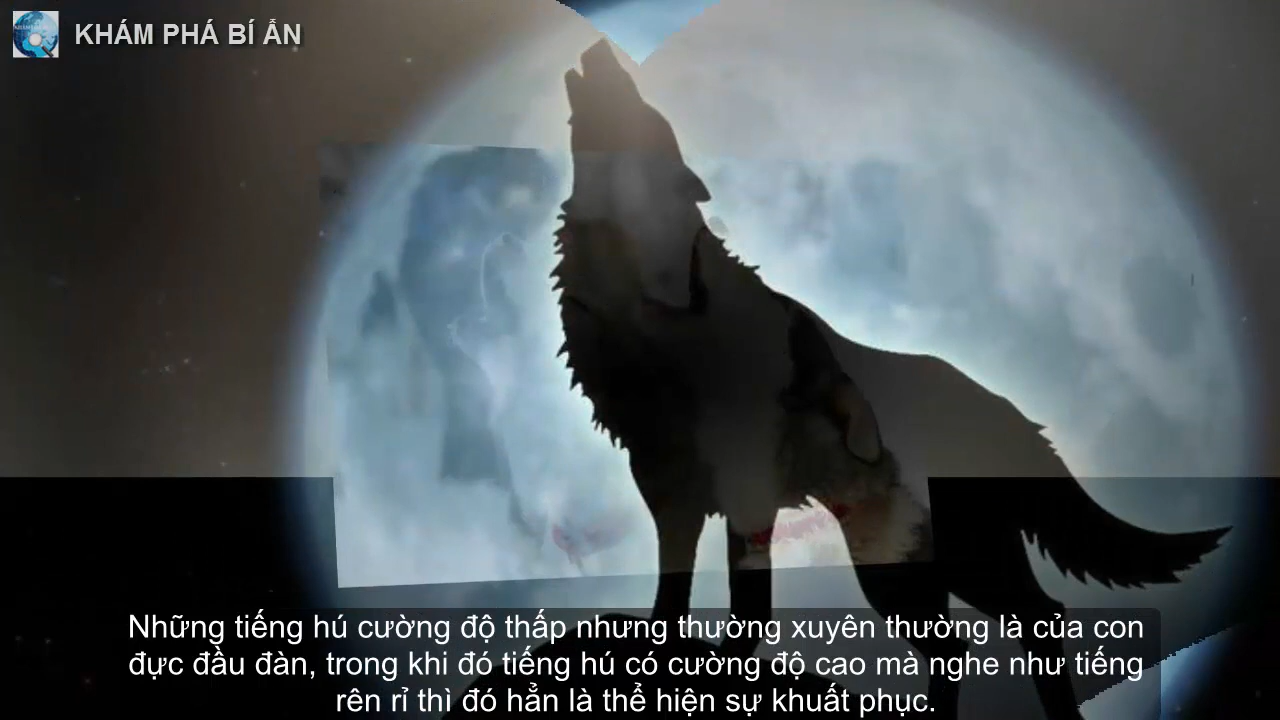 KHÁM PHÁ BÍ ẨN
Những tiếng hú cường độ thấp nhưng thường xuyên thường là của con
đực đầu đàn, trong khi đó tiếng hú có cường độ cao mà nghe như tiếng
rên rỉ thì đó hẳn là thể hiện sự khuất phục.